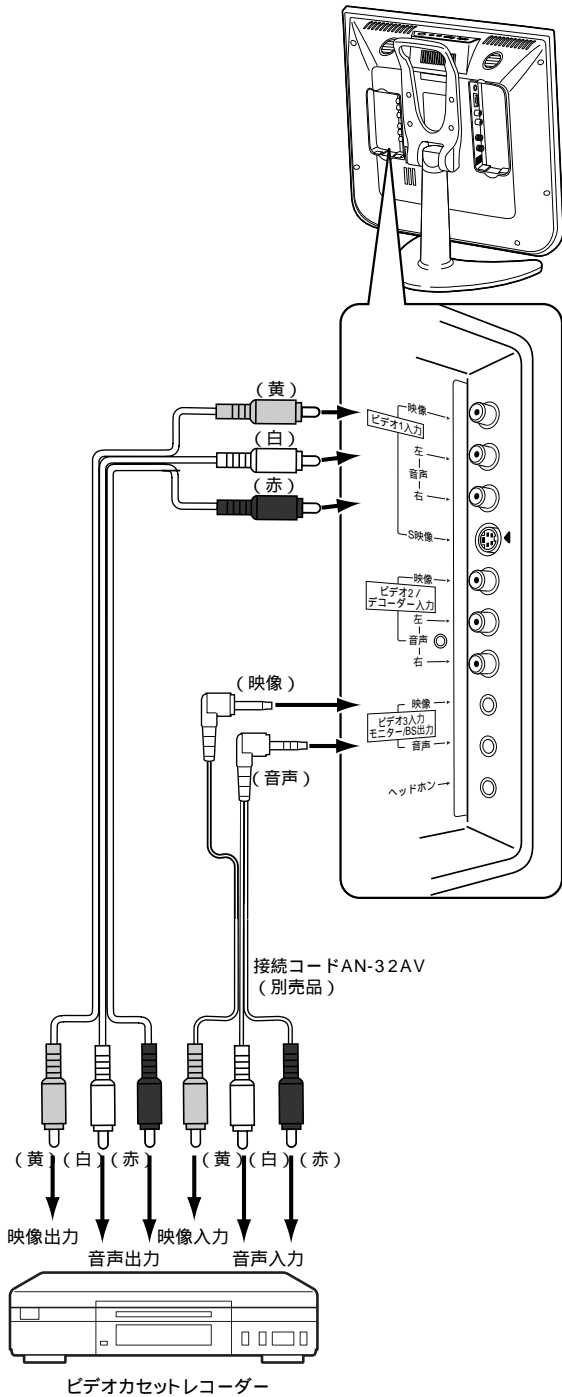 （黄）
（白）
（赤）
映像
ビデオ1入力
左
音声
右
S映像
映像
ビデオ2 /
デコーダー入力
左
音声
右
（映像）
（音声）
映像
ビデオ3入力
モニター/BS出力
音声
ヘッドホン
接続コードAN-32AV
（別売品）
（黄）（白）（赤）
（黄）（白）（赤）
映像出力
映像入力
音声出力
音声入力
ビデオカセットレコーダー